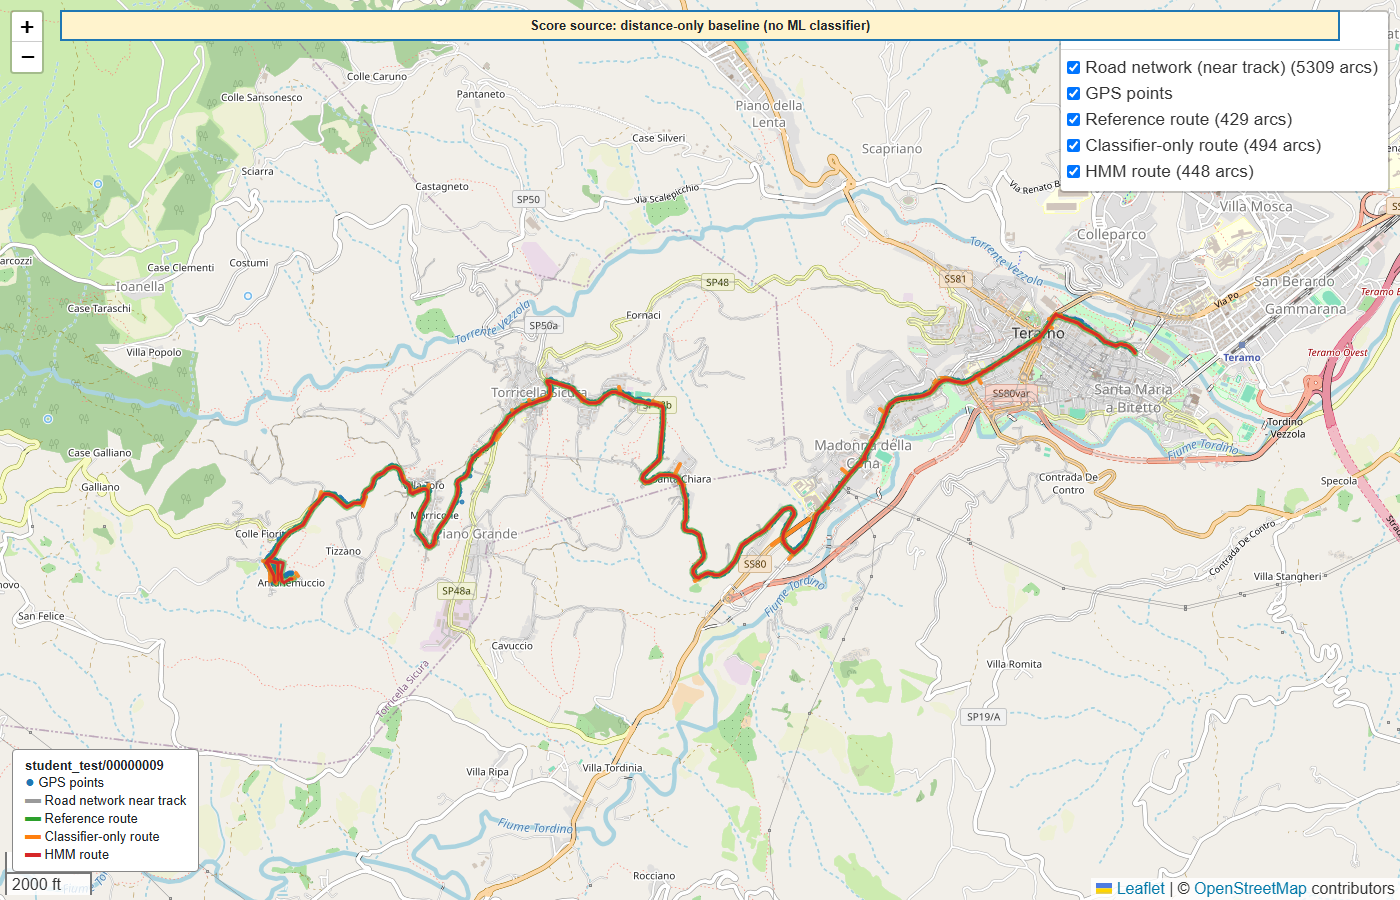 +
−
Score source: distance-only baseline (no ML classifier)
Road network (near track) (5309 arcs)
GPS points
Reference route (429 arcs)
Classifier-only route (494 arcs)
HMM route (448 arcs)
Colle Caruno
Colle Sansonesco
Pantaneto
Piano della
Lenta
Case Silveri
Scapriano
Sciarra
Castagneto
SP50
Via Scalepicchio
Via Renato B
Villa Mosca
Colleparco
Torrente Vezzola
Case Clementi
Costumi
Ioanella
SP48
SS81
San Berardo
Via Po
Gammarana
Case Taraschi
Torrente Vezzola
SP50a
Fornaci
Teramo
Teramo
Teramo Ovest
Villa Popolo
Torricella Sicura
Santa Maria
a Bitetto
SS80var
Madonna della
Cona
Fiume Tordino
Tordino
Vezzola
Case Galliano
Galliano
Santa Chiara
Contrada De
Contro
Specola
Morricone
Piano Grande
Colle Fiorito
Tizzano
SS80
Fiume Tordino
Contrada De Contro
Villa Stangheri
SP48a
San Felice
Cavuccio
Torricella Sicura
Villa Romita
SP19/A
Villa Ripa
Villa Tordinia
Fiume Tordino
Rocciano
student_test/00000009
GPS points
Road network near track
Reference route
Classifier-only route
HMM route
2000 ft
Leaflet | © OpenStreetMap contributors